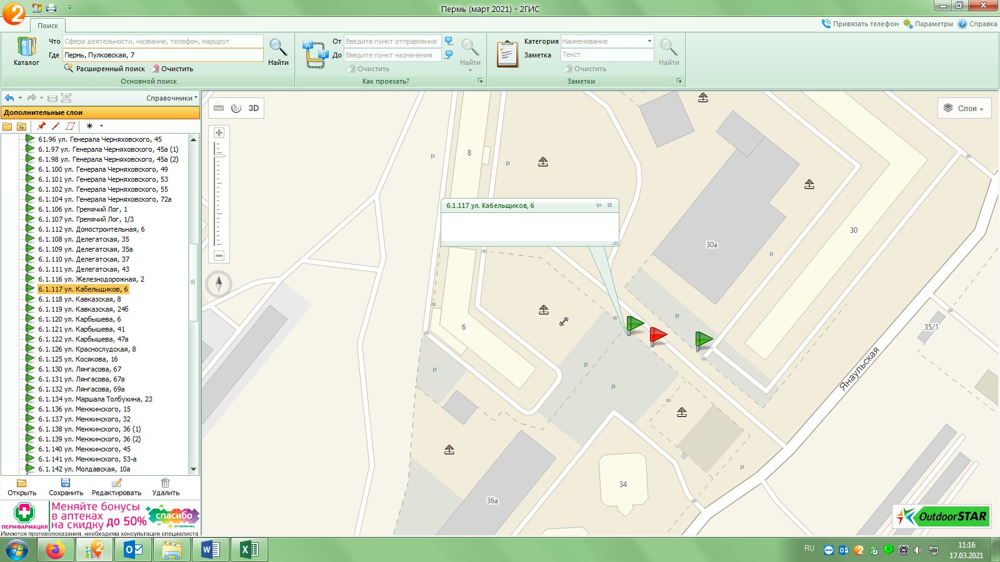 Пермь (март 2021) - 2ГИС
Поиск
Привязать телефон
Параметры
Справка
Каталог
Что
Сфера деятельности, название, телефон, маршрут
Где
Пермь, Пулковская, 7
Расширенный поиск
Очистить
Найти
Основной поиск
От
Введите пункт отправления
До
Введите пункт назначения
Очистить
Найти
Как проехать?
Категория
Наименование
Заметка
Текст
Очистить
Найти
Заметки
Справочники
Дополнительные слои
61.96 ул. Генерала Черняховского, 45
6.1.97 ул. Генерала Черняховского, 45а (1)
6.1.98 ул. Генерала Черняховского, 45а (2)
6.1.100 ул. Генерала Черняховского, 49
6.1.101 ул. Генерала Черняховского, 53
6.1.102 ул. Генерала Черняховского, 55
6.1.104 ул. Генерала Черняховского, 72а
6.1.106 ул. Гремячий Лог, 1
6.1.107 ул. Гремячий Лог, 1/3
6.1.112 ул. Домостроительная, 6
6.1.108 ул. Делегатская, 35
6.1.109 ул. Делегатская, 35а
6.1.110 ул. Делегатская, 37
6.1.111 ул. Делегатская, 43
6.1.116 ул. Железнодорожная, 2
6.1.117 ул. Кабельщиков, 6
6.1.118 ул. Кавказская, 8
6.1.119 ул. Кавказская, 24б
6.1.120 ул. Карбышева, 6
6.1.121 ул. Карбышева, 41
6.1.122 ул. Карбышева, 47а
6.1.126 ул. Краснослудская, 8
6.1.125 ул. Косякова, 16
6.1.130 ул. Лянгасова, 67
6.1.131 ул. Лянгасова, 67а
6.1.132 ул. Лянгасова, 69а
6.1.134 ул. Маршала Толбухина, 23
6.1.136 ул. Менжинского, 15
6.1.137 ул. Менжинского, 32
6.1.138 ул. Менжинского, 36 (1)
6.1.139 ул. Менжинского, 36 (2)
6.1.140 ул. Менжинского, 45
6.1.141 ул. Менжинского, 53-а
6.1.142 ул. Молдавская, 10а
Открыть
Сохранить
Редактировать
Удалить
ПЕРМФАРМАЦИЯ
Меняйте бонусы
в аптеках
на скидку до 50%
спасибо
ОТ СБЕРБАНКА
Имеются противопоказания, необходима консультация специалиста
3D
Слои
8
P
P
6.1.117 ул. Кабельщиков, 6
30а
30
P
6
P
P
P
P
35/1
Янаульская
P
34
36а
OutdoorSTAR
RU
11:16
17.03.2021